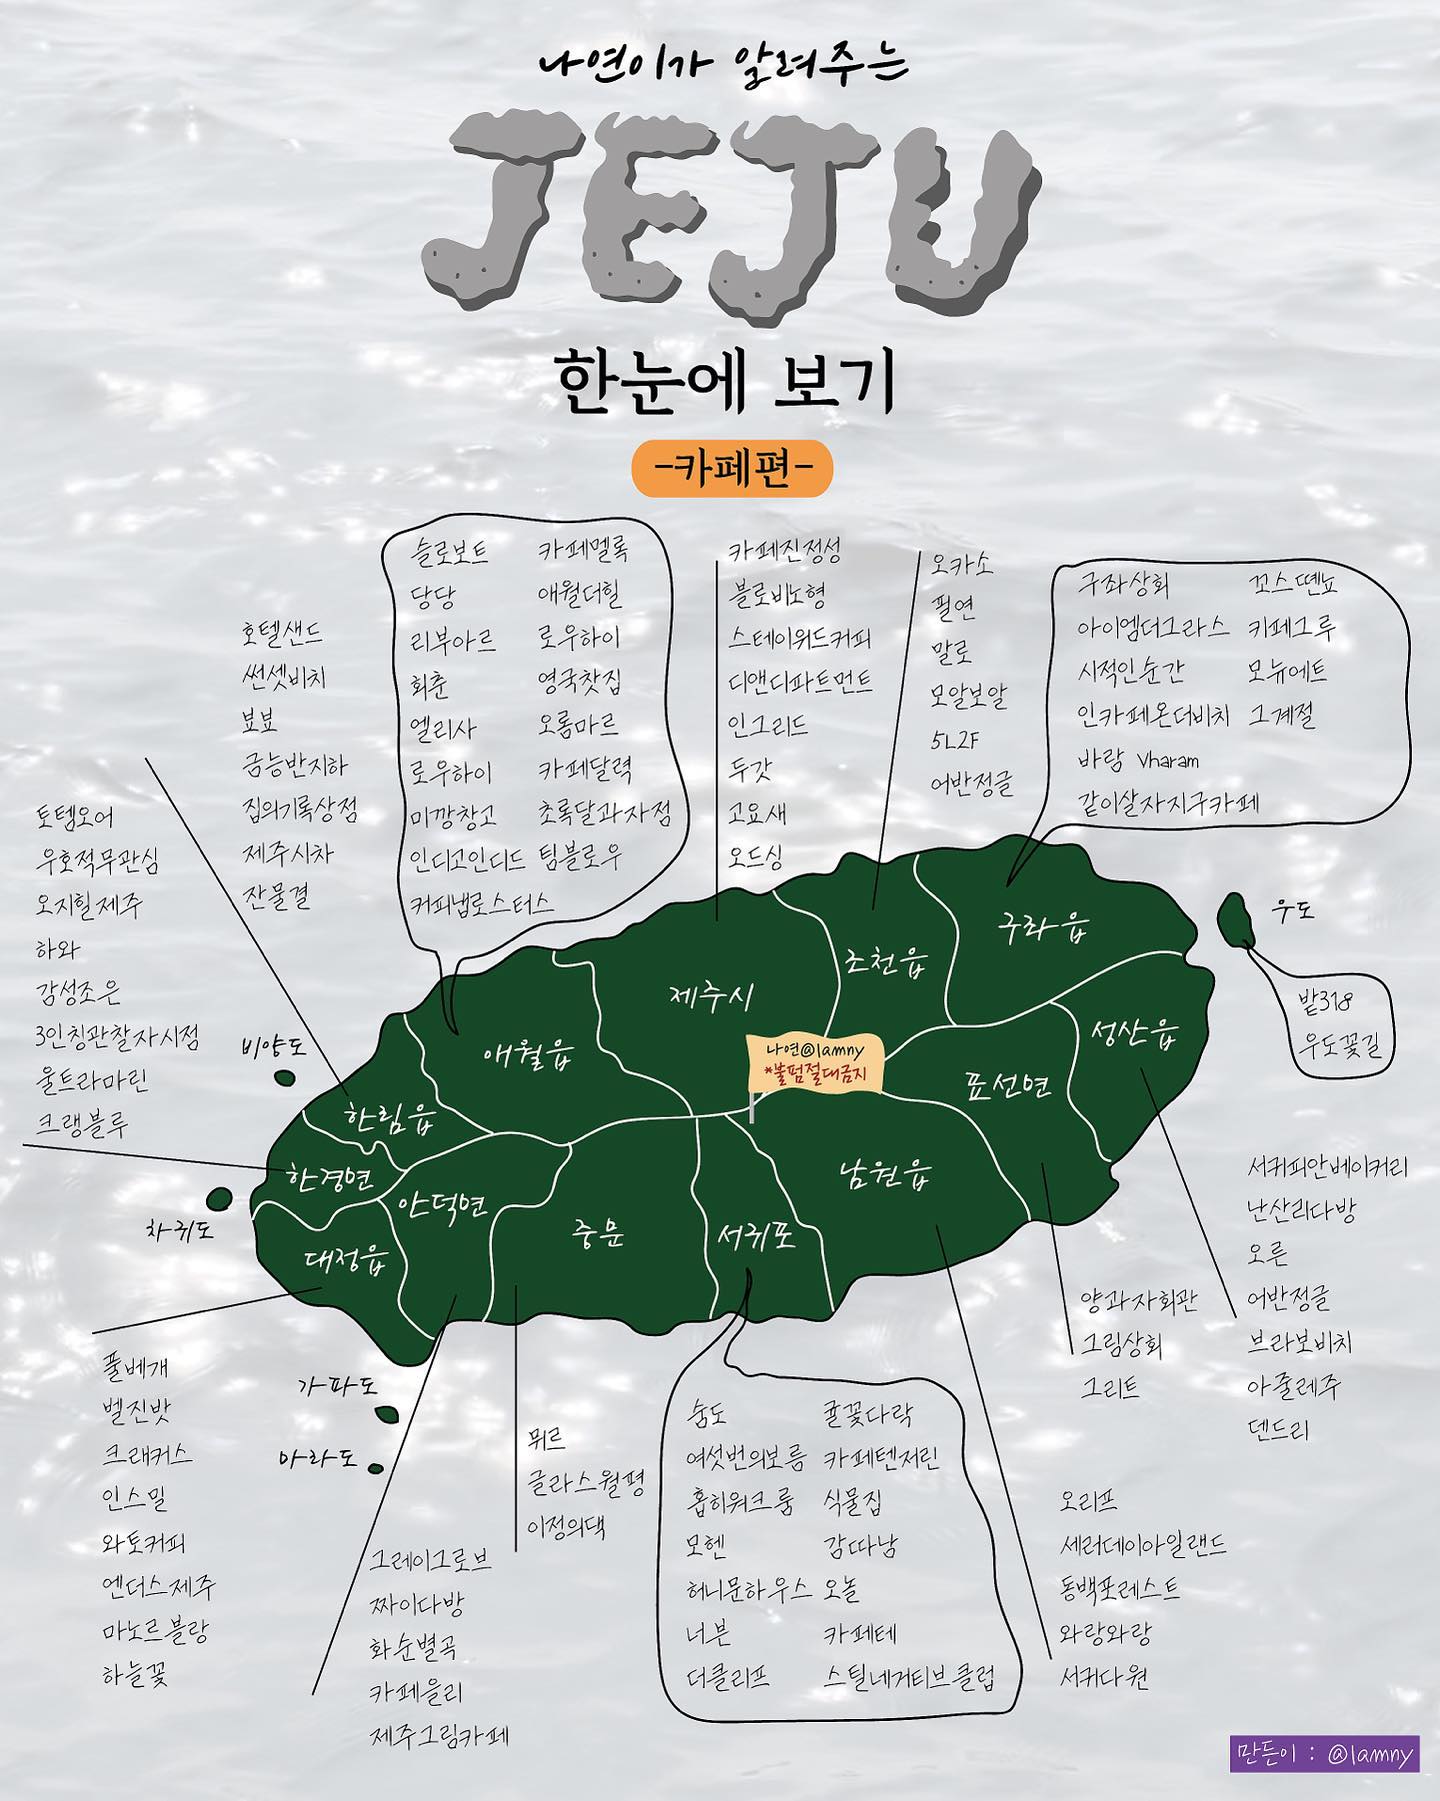 나연이가 알려주는
JEJU
한눈에 보기
-카페편-
슬로보트 카페멜록
당당 애월더힐
리부아르 로우하이
회춘 영국찻집
엘리사 오롬마르
로우하이 카페달력
미깡창고 초록달과자점
인디고인디드 팀블로우
커피냅로스터스
카페진정성
블로비노형
스테이위드커피
디앤디파트먼트
인그리드
두갓
고요새
오드싱
오카소
필연
말로
모알보알
5L2F
어반정글
구좌상회 꼬스뗀뇨
아이엠더그라스 카페그루
시적인순간 모뉴에트
인카페온더비치 그계절
바람 Vharam
같이살자지구카페
호텔샌드
썬셋비치
뵤뵤
금능반지하
집의기록상점
제주시차
잔물결
토템오어
우호적무관심
오지힐제주
하와
감성조은
3인칭관찰자시점
울트라마린
크랭블루
비양도
차귀도
우도
밭318
우도꽃길
구좌읍
조천읍
제주시
성산읍
애월읍
표선면
나연@1amny
*불펌절대금지
한림읍
한경면
안덕면
대정읍
중문
서귀포
남원읍
서귀피안베이커리
난산리다방
오른
어반정글
브라보비치
아줄레주
덴드리
양과자회관
그림상회
그리트
풀베개
벨진밧
크래커스
인스밀
와토커피
엔더스제주
마노르블랑
하늘꽃
가파도
마라도
뮈르
글라스월평
이정의댁
그레이그로브
짜이다방
화순별곡
카페올리
제주그림카페
숨도 귤꽃다락
여섯번의보름 카페텐저린
홉히워크룸 식물집
모헨 감따남
허니문하우스 오놀
너븐 카페테
더클리프 스틸네거티브클럽
오리프
세러데이아일랜드
동백포레스트
와랑와랑
서귀다원
만든이 : @1amny